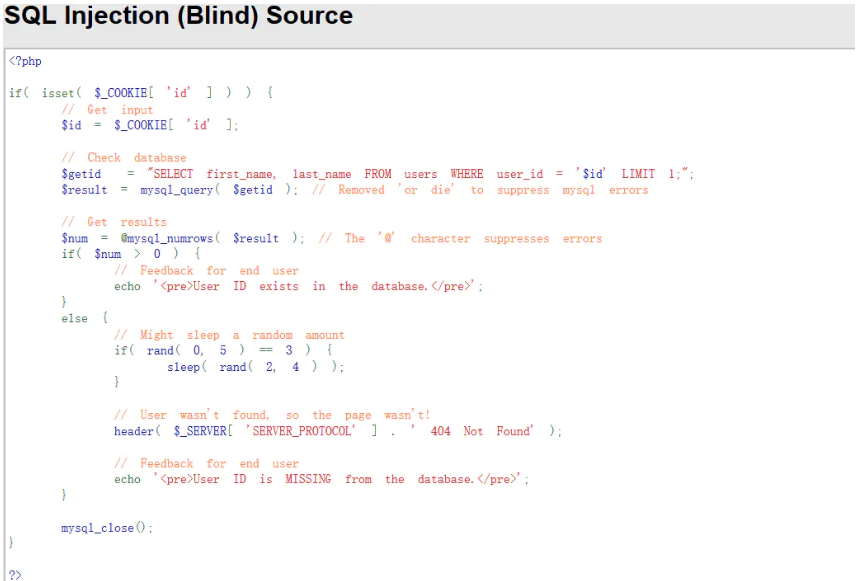 SQL Injection (Blind) Source
<?php
if( isset( $_COOKIE[ 'id' ] ) ) {
// Get input
$id = $_COOKIE[ 'id' ];
// Check database
$getid = "SELECT first_name, last_name FROM users WHERE user_id = '$id' LIMIT 1;";
$result = mysql_query( $getid ); // Removed 'or die' to suppress mysql errors
// Get results
$num = @mysql_numrows( $result ); // The '@' character suppresses errors
if( $num > 0 ) {
// Feedback for end user
echo '<pre>User ID exists in the database.</pre>';
}
else {
// Might sleep a random amount
if( rand( 0, 5 ) == 3 ) {
sleep( rand( 2, 4 ) );
}
// User wasn't found, so the page wasn't!
header( $_SERVER[ 'SERVER_PROTOCOL' ] . ' 404 Not Found' );
// Feedback for end user
echo '<pre>User ID is MISSING from the database.</pre>';
}
mysql_close();
}
?>